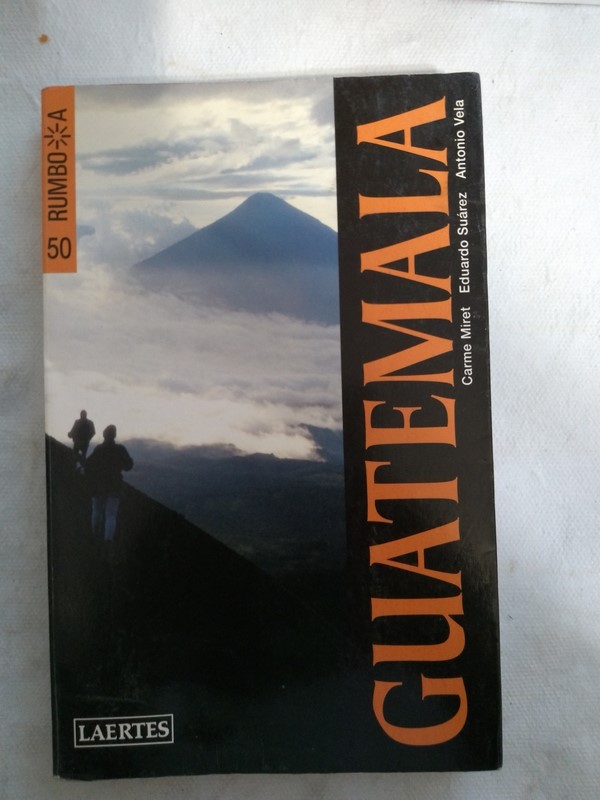 RUMBO A
50
GUATEMALA
Carme Miret Eduardo Suárez Antonio Vela
LAERTES